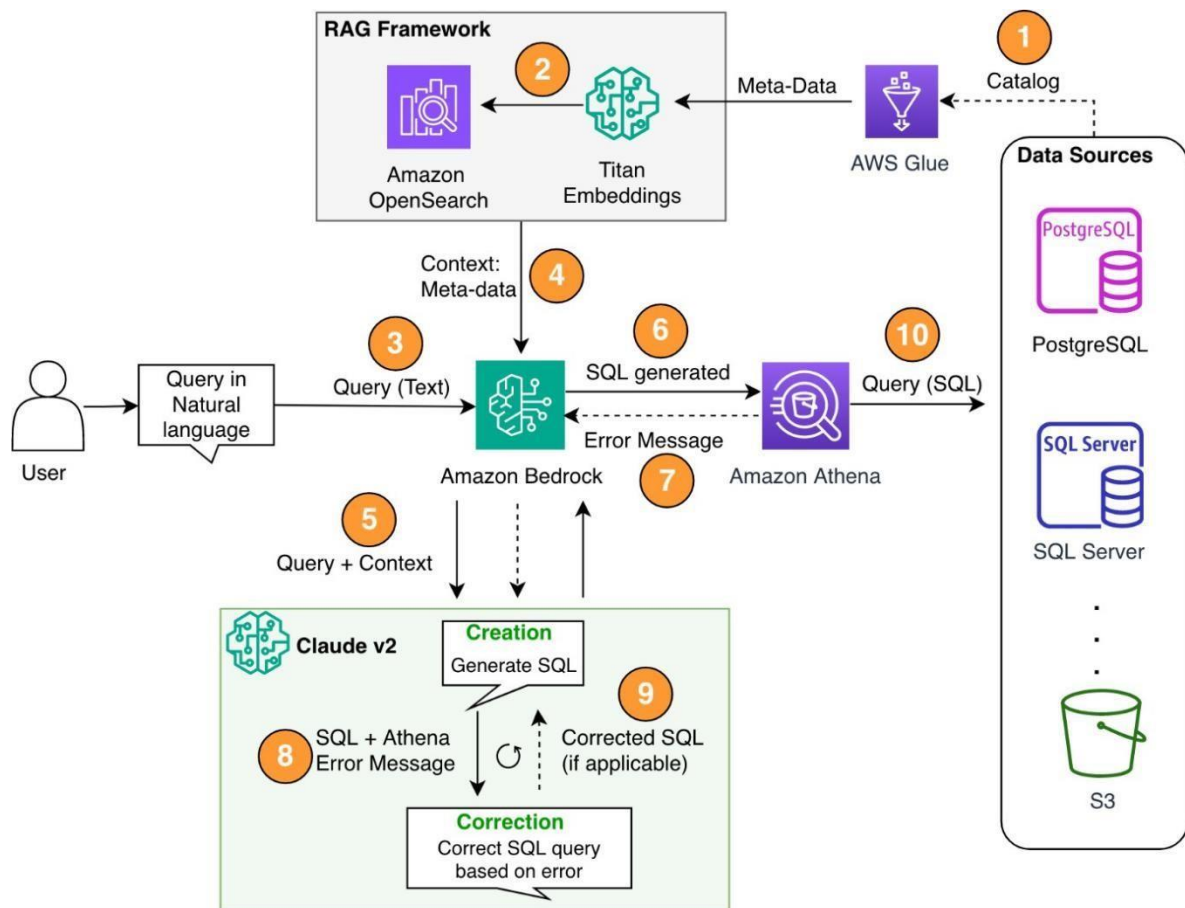 RAG Framework
1
2
Catalog
Meta-Data
Amazon
OpenSearch
Titan
Embeddings
AWS Glue
Data Sources
PostgreSQL
PostgreSQL
Context:
Meta-data
4
3
6
10
Query in
Natural
language
Query (Text)
SQL generated
Query (SQL)
User
Error Message
Amazon Bedrock
7
Amazon Athena
SQL Server
SQL Server
5
Query + Context
Claude v2
Creation
Generate SQL
8
SQL + Athena
Error Message
9
Corrected SQL
(if applicable)
Correction
Correct SQL query
based on error
S3